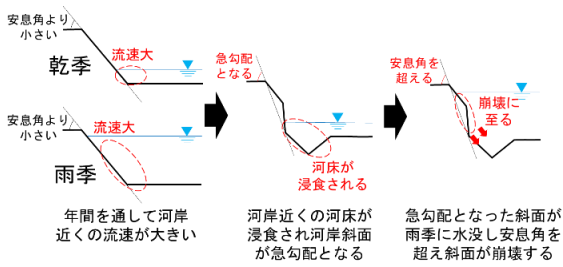 安息角より
小さい
流速大
乾季
安息角より
小さい
流速大
雨季
年間を通して河岸
近くの流速が大きい
急勾配
となる
河床が
浸食される
河岸近くの河床が
浸食され河岸斜面
が急勾配となる
安息角を
超える
崩壊に
至る
急勾配となった斜面が
雨季に水没し安息角を
超え斜面が崩壊する